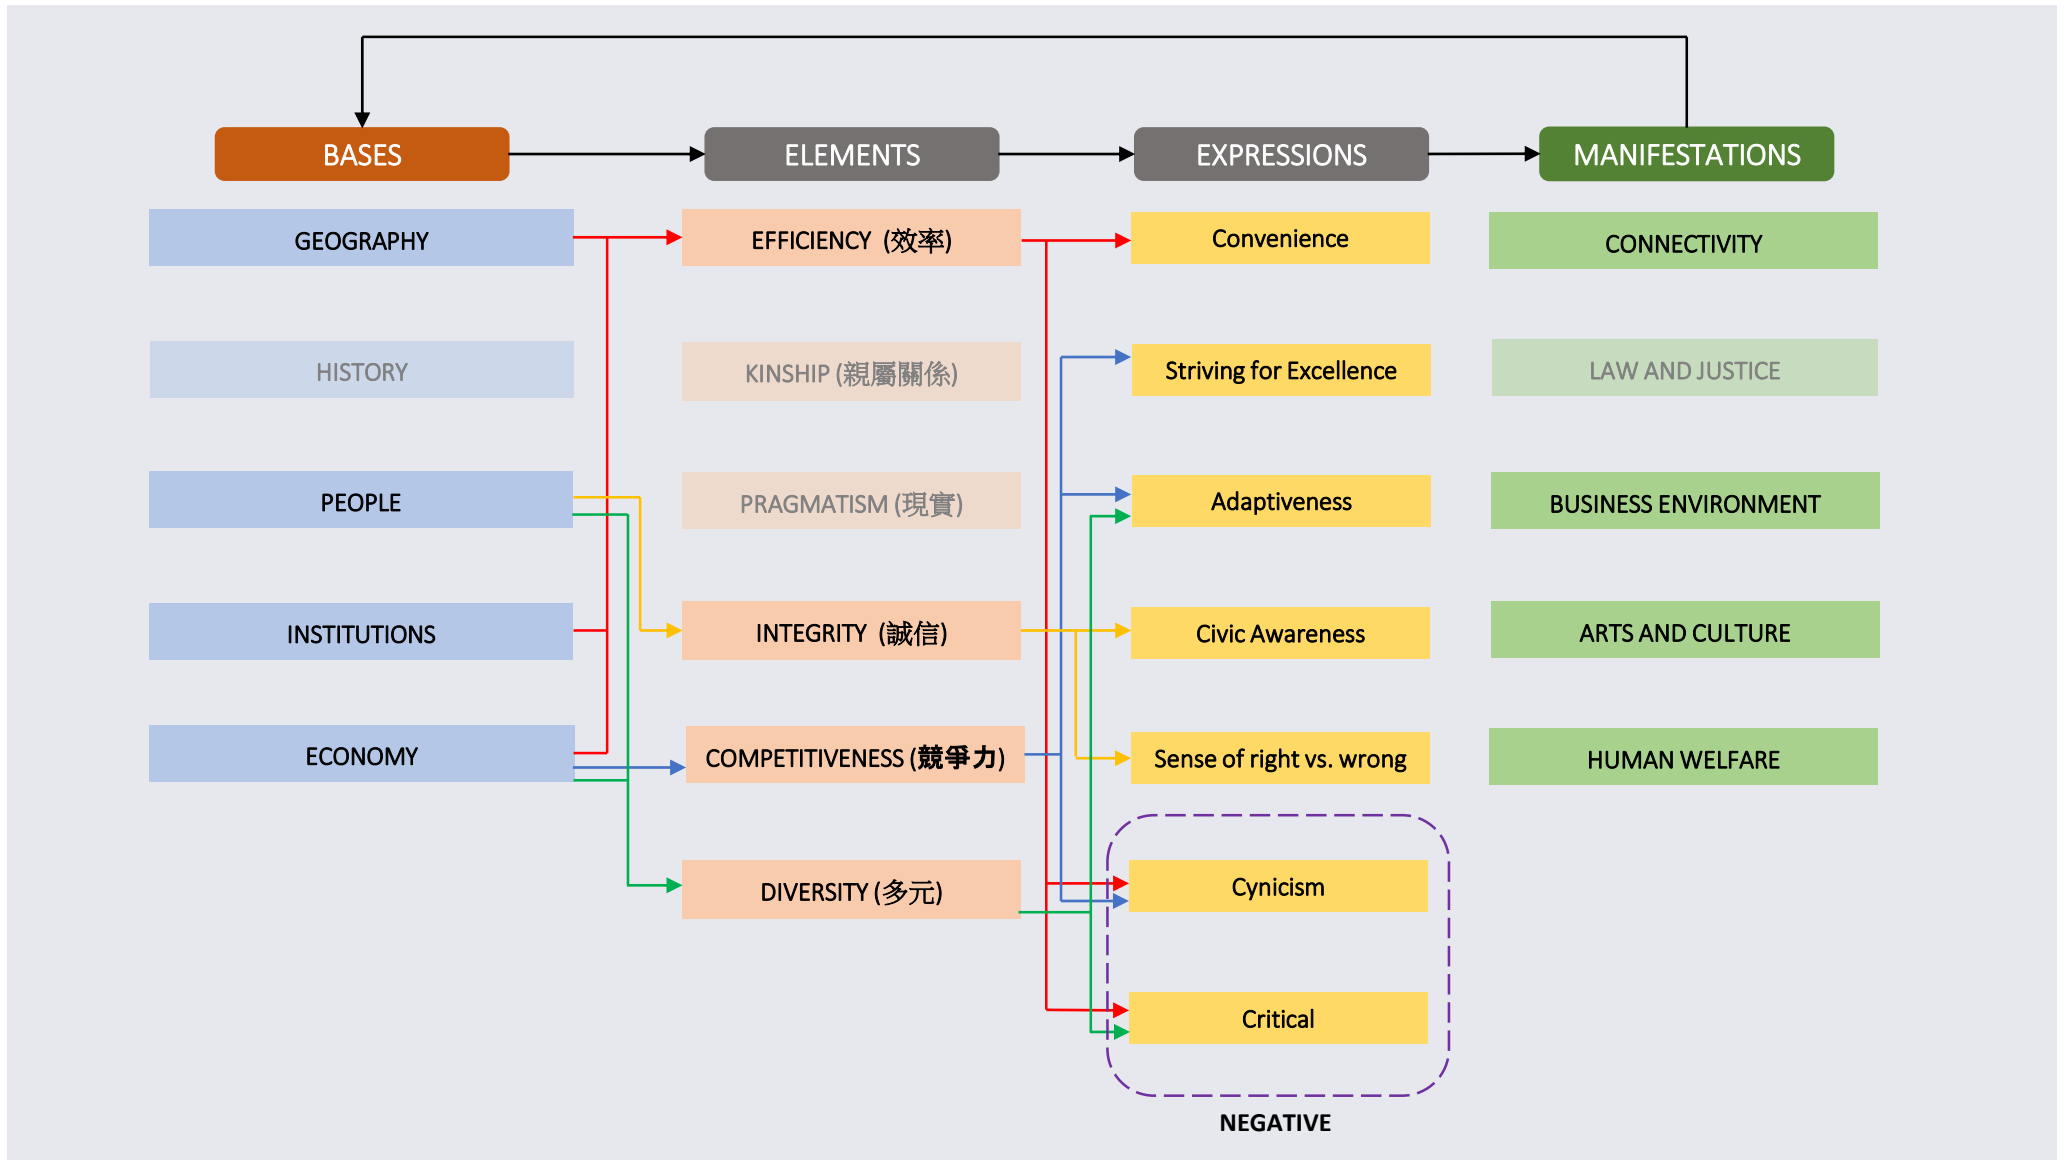 BASES
ELEMENTS
EXPRESSIONS
MANIFESTATIONS
GEOGRAPHY
EFFICIENCY (效率)
Convenience
CONNECTIVITY
HISTORY
KINSHIP (親屬關係)
Striving for Excellence
LAW AND JUSTICE
PEOPLE
PRAGMATISM (現實)
Adaptiveness
BUSINESS ENVIRONMENT
INSTITUTIONS
INTEGRITY (誠信)
Civic Awareness
ARTS AND CULTURE
ECONOMY
COMPETITIVENESS (競爭力)
Sense of right vs. wrong
HUMAN WELFARE
DIVERSITY (多元)
Cynicism
Critical
NEGATIVE